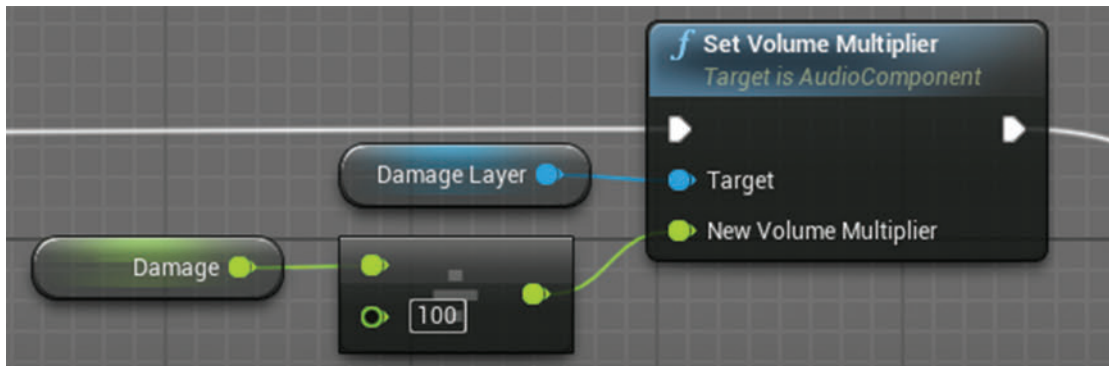 f Set Volume Multiplier
Target is AudioComponent
Damage Layer
Target
New Volume Multiplier
Damage
100